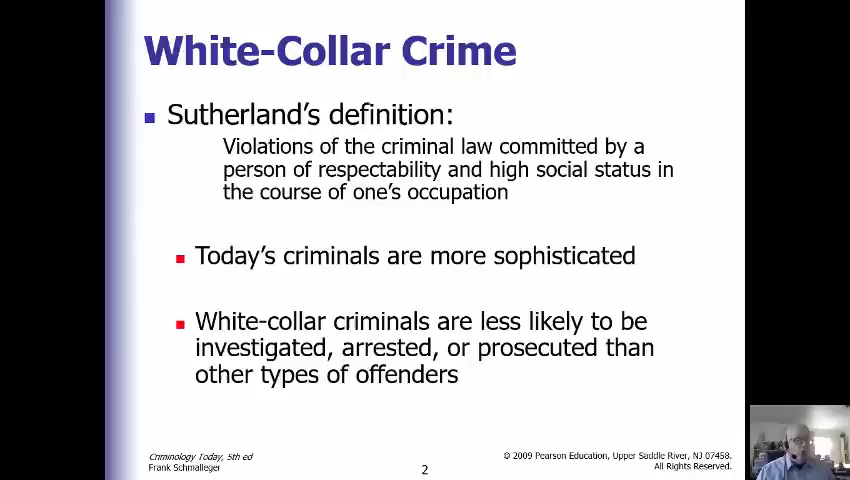 White-Collar Crime
Sutherland's definition:
Violations of the criminal law committed by a
person of respectability and high social status in
the course of one's occupation
Today's criminals are more sophisticated
White-collar criminals are less likely to be
investigated, arrested, or prosecuted than
other types of offenders
Criminology Today, 5th ed
Frank Schmalleger
2
© 2009 Pearson Education, Upper Saddle River, NJ 07458.
All Rights Reserved.